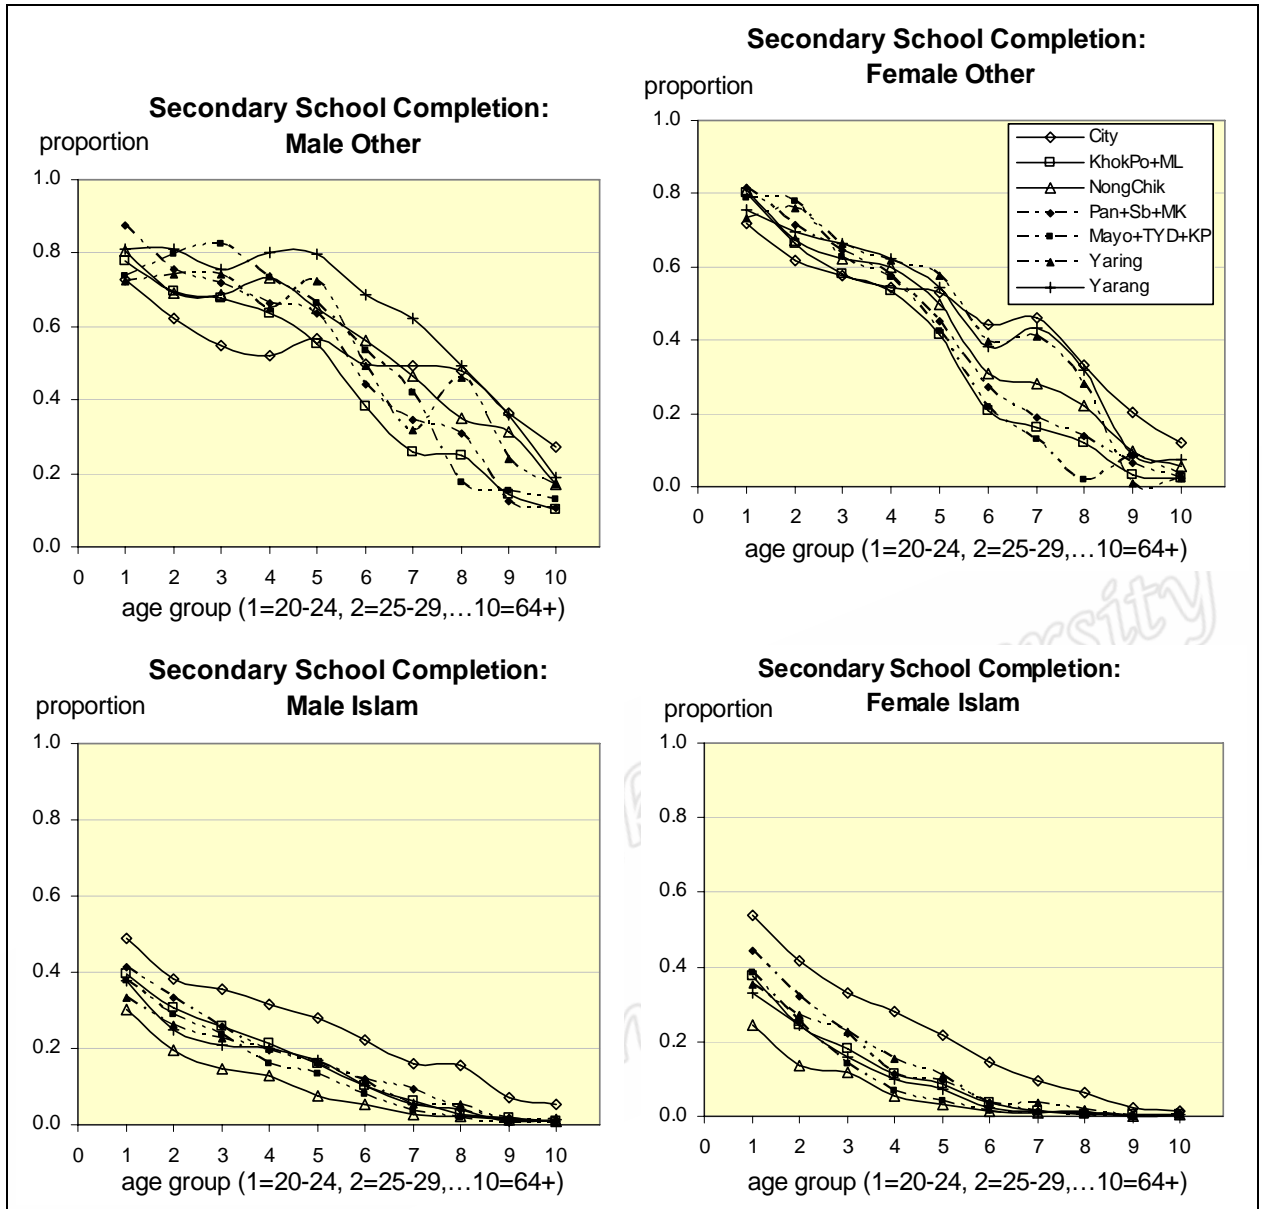 Secondary School Completion:
Male Other
proportion
1.0
0.8
0.6
0.4
0.2
0.0
0 1 2 3 4 5 6 7 8 9 10
age group (1=20-24, 2=25-29,…10=64+)
Secondary School Completion:
Female Other
proportion
1.0
0.8
0.6
0.4
0.2
0.0
City
KhokPo+ML
NongChik
Pan+Sb+MK
Mayo+TYD+KP
Yaring
Yarang
0 1 2 3 4 5 6 7 8 9 10
age group (1=20-24, 2=25-29,…10=64+)
Secondary School Completion:
Male Islam
proportion
1.0
0.8
0.6
0.4
0.2
0.0
0 1 2 3 4 5 6 7 8 9 10
age group (1=20-24, 2=25-29,…10=64+)
Secondary School Completion:
Female Islam
proportion
1.0
0.8
0.6
0.4
0.2
0.0
0 1 2 3 4 5 6 7 8 9 10
age group (1=20-24, 2=25-29,…10=64+)